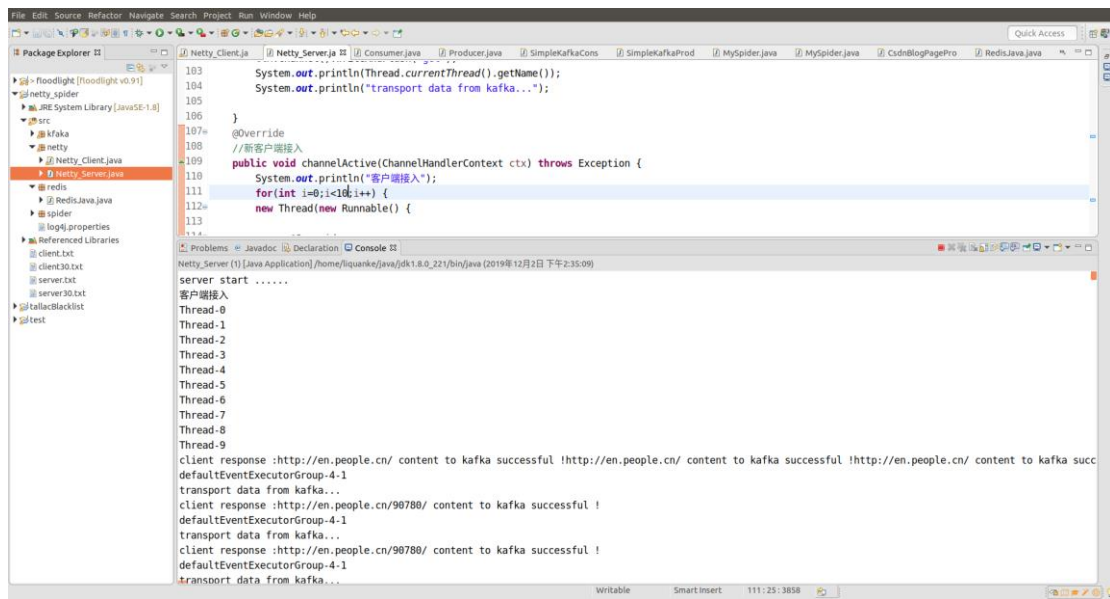 File Edit Source Refactor Navigate Search Project Run Window Help
Quick Access
Package Explorer
Netty_Client.ja Netty_Server.ja Consumer.java Producer.java SimpleKafkaCons SimpleKafkaProd MySpider.java MySpider.java CsdnBlogPagePro RedisJava.java
> floodlight [floodlight v0.91]
netty_spider
JRE System Library [JavaSE-1.8]
src
kfaka
netty
Netty_Client.java
Netty_Server.java
redis
RedisJava.java
spider
log4j.properties
Referenced Libraries
client.txt
client30.txt
server.txt
server30.txt
tallacBlacklist
test
103 System.out.println(Thread.currentThread().getName());
104 System.out.println("transport data from kafka...");
105
106 }
107 @Override
108 //新客户端接入
109 public void channelActive(ChannelHandlerContext ctx) throws Exception {
110 System.out.println("客户端接入");
111 for(int i=0;i<10;i++) {
112 new Thread(new Runnable() {
113
Problems Javadoc Declaration Console
Netty_Server (1) [Java Application] /home/liquanke/java/jdk1.8.0_221/bin/java (2019年12月2日 下午2:35:09)
server start ......
客户端接入
Thread-0
Thread-1
Thread-2
Thread-3
Thread-4
Thread-5
Thread-6
Thread-7
Thread-8
Thread-9
client response :http://en.people.cn/ content to kafka successful !http://en.people.cn/ content to kafka successful !http://en.people.cn/ content to kafka succ
defaultEventExecutorGroup-4-1
transport data from kafka...
client response :http://en.people.cn/90780/ content to kafka successful !
defaultEventExecutorGroup-4-1
transport data from kafka...
client response :http://en.people.cn/90780/ content to kafka successful !
defaultEventExecutorGroup-4-1
transport data from kafka...
Writable Smart Insert 111 : 25 : 3858